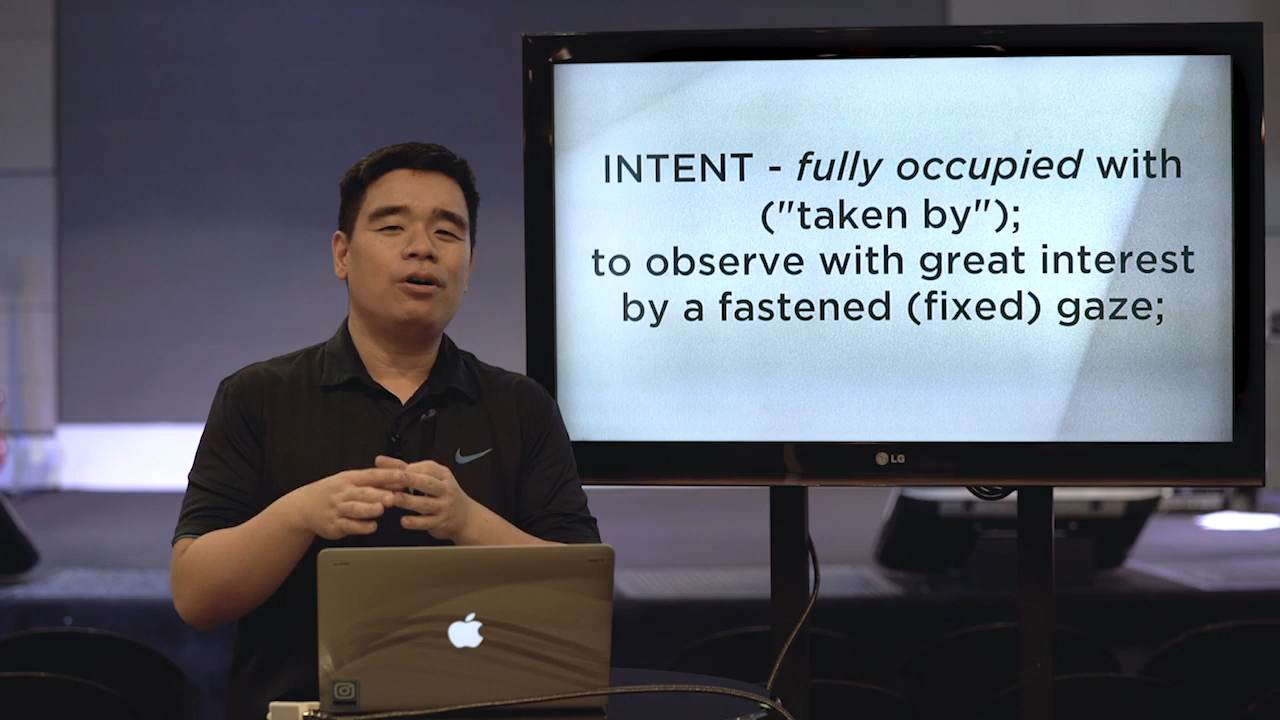 INTENT - fully occupied with
("taken by");
to observe with great interest
by a fastened (fixed) gaze;
LG